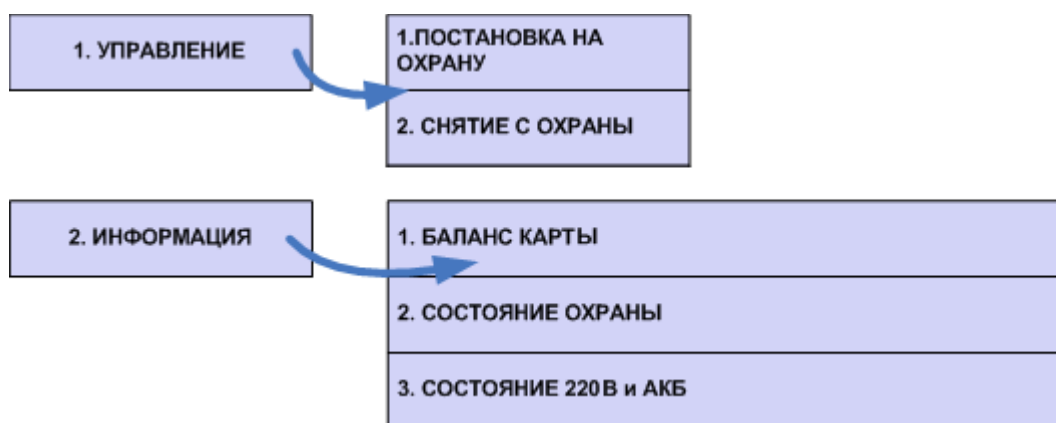 1. УПРАВЛЕНИЕ
1.ПОСТАНОВКА НА
ОХРАНУ
2. СНЯТИЕ С ОХРАНЫ
2. ИНФОРМАЦИЯ
1. БАЛАНС КАРТЫ
2. СОСТОЯНИЕ ОХРАНЫ
3. СОСТОЯНИЕ 220В и АКБ